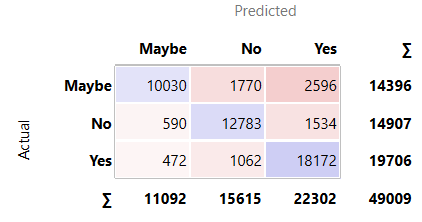 Predicted
Maybe No Yes ∑
Maybe 10030 1770 2596 14396
No 590 12783 1534 14907
Yes 472 1062 18172 19706
∑ 11092 15615 22302 49009
Actual